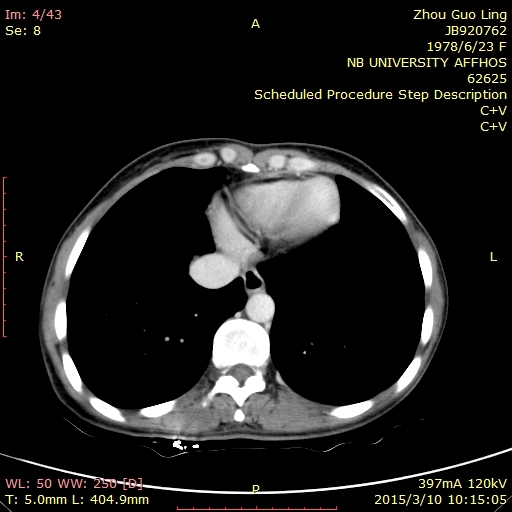 Im: 4/43
Se: 8
A
Zhou Guo Ling
JB920762
1978/6/23 F
NB UNIVERSITY AFFHOS
62625
Scheduled Procedure Step Description
C+V
C+V
R
L
WL: 50 WW: 250 [D]
T: 5.0mm L: 404.9mm
P
397mA 120kV
2015/3/10 10:15:05